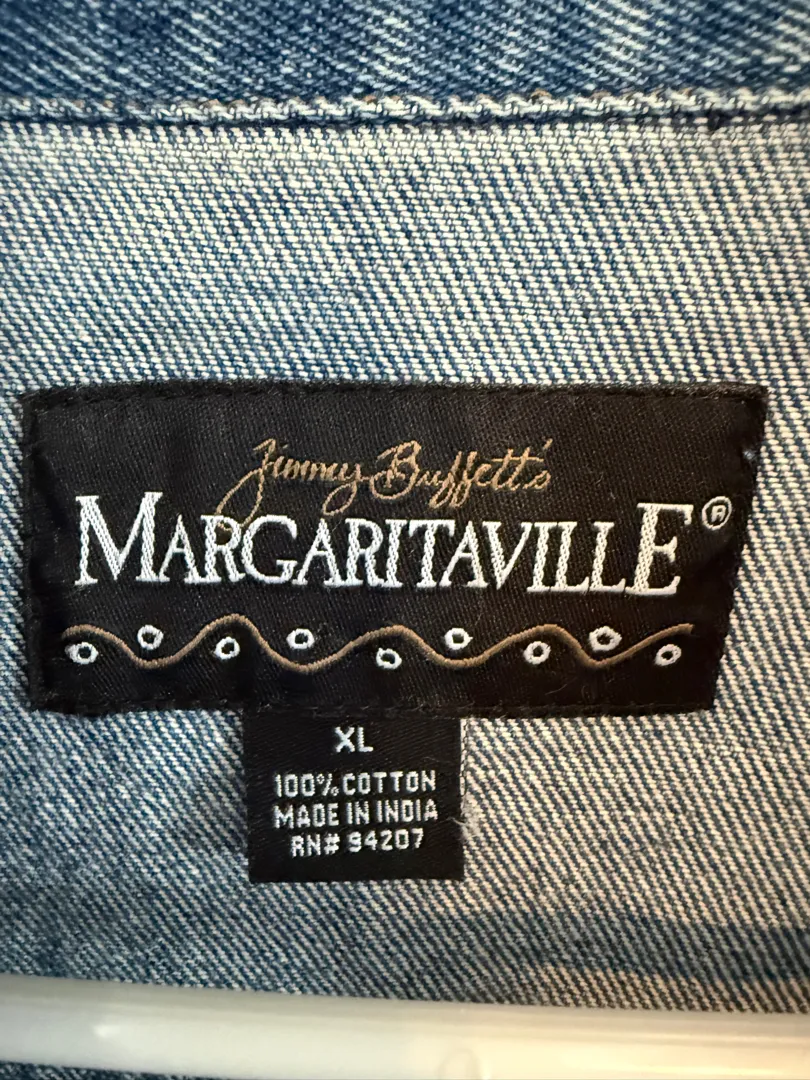 Jimmy Buffett's
MARGARITAVILLE®
XL
100% COTTON
MADE IN INDIA
RN# 94207